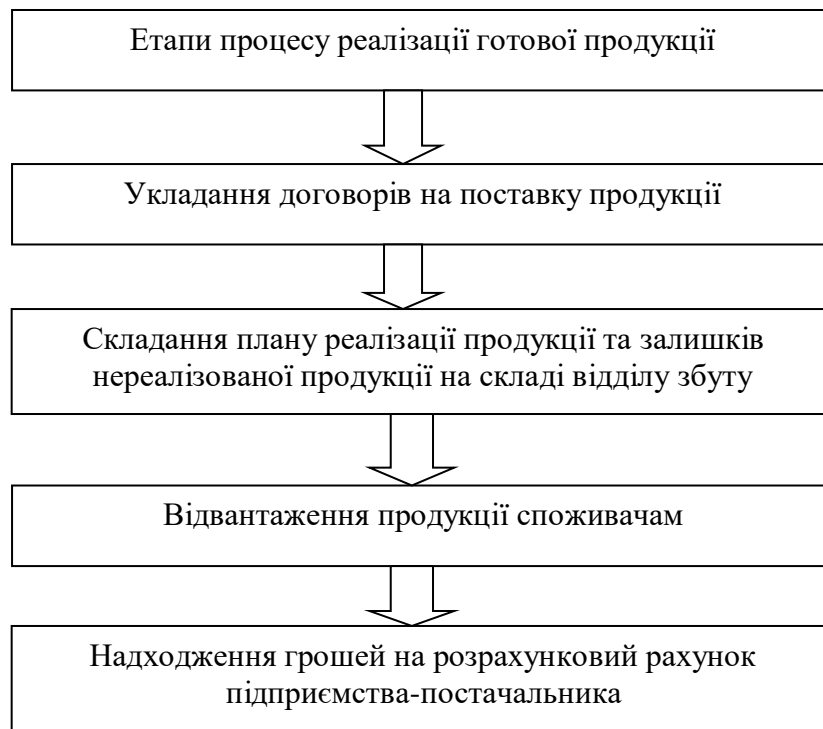 Етапи процесу реалізації готової продукції
Укладання договорів на поставку продукції
Складання плану реалізації продукції та залишків
нереалізованої продукції на складі відділу збуту
Відвантаження продукції споживачам
Надходження грошей на розрахунковий рахунок
підприємства-постачальника